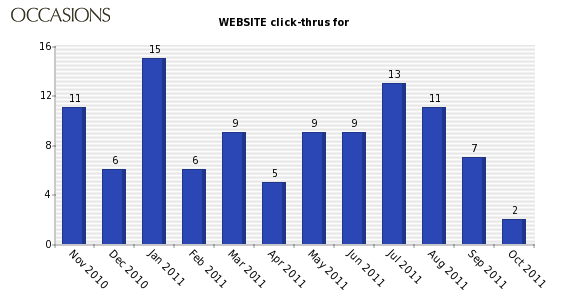 OCCASIONS
WEBSITE click-thrus for
16
12
8
4
0
11
6
15
6
9
5
9
9
13
11
7
2
Nov 2010
Dec 2010
Jan 2011
Feb 2011
Mar 2011
Apr 2011
May 2011
Jun 2011
Jul 2011
Aug 2011
Sep 2011
Oct 2011